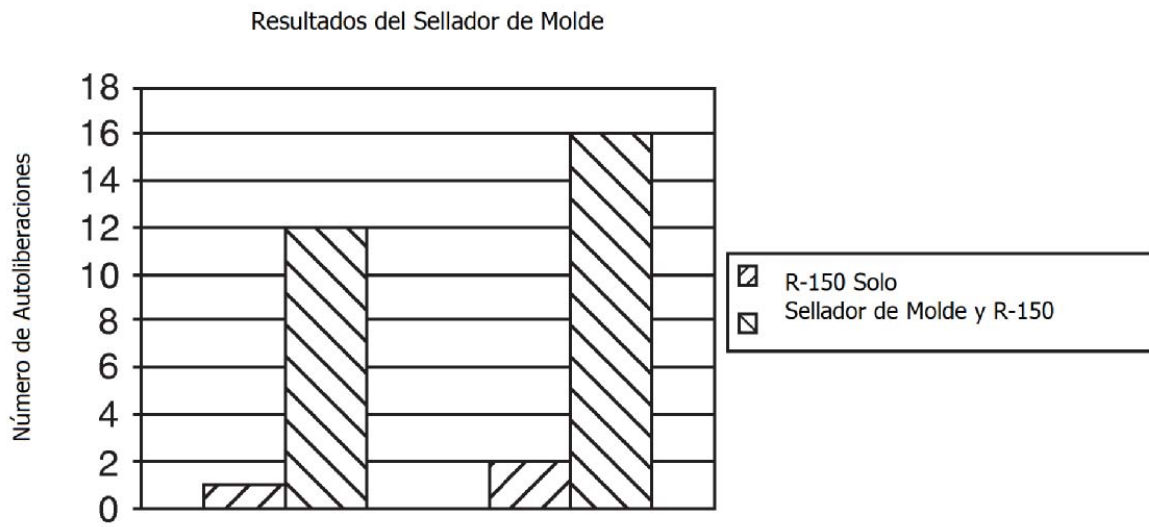 Resultados del Sellador de Molde
Número de Autoliberaciones
18
16
14
12
10
8
6
4
2
0
R-150 Solo
Sellador de Molde y R-150